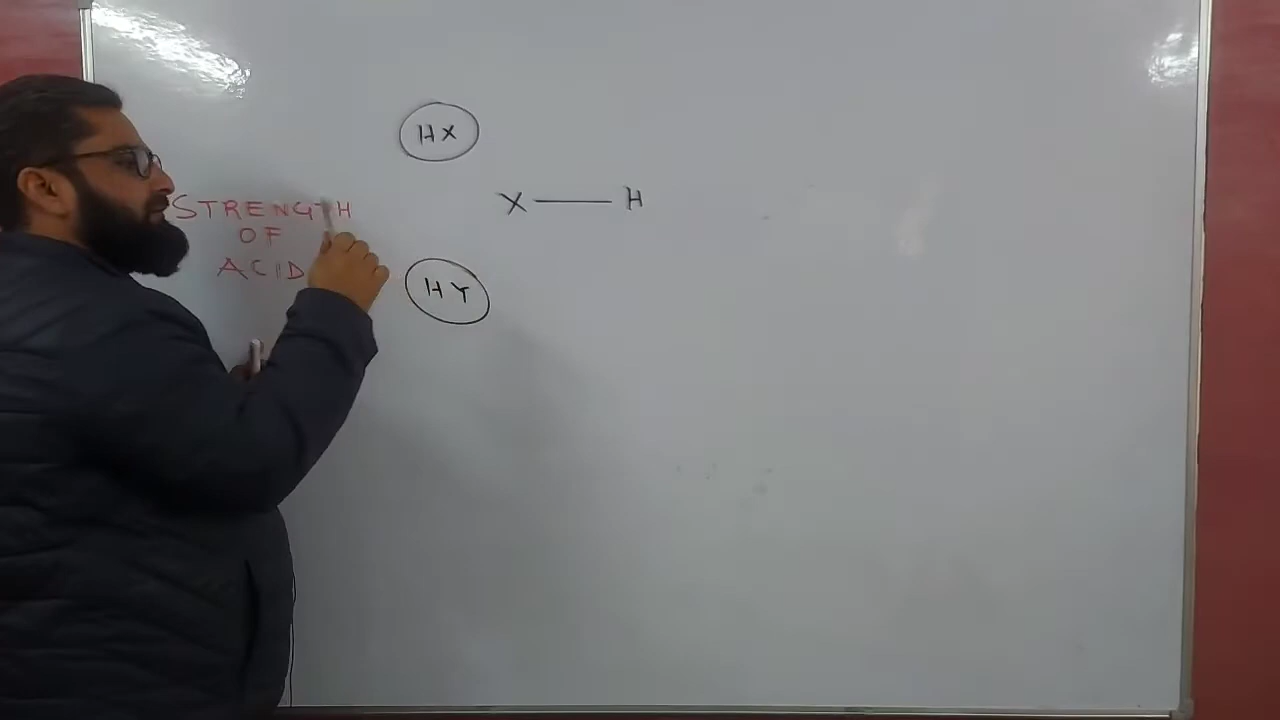 HX
X — H
STRENGTH
OF
ACID
HY